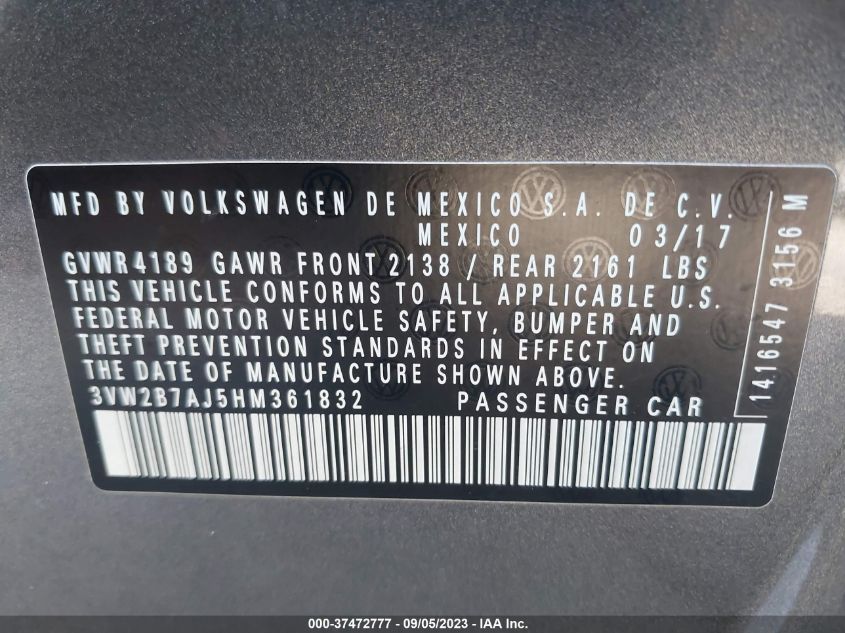 MFD BY VOLKSWAGEN DE MEXICO S.A. DE C.V.
MEXICO 03/17
GVWR 4189 GAWR FRONT 2138 / REAR 2161 LBS
THIS VEHICLE CONFORMS TO ALL APPLICABLE U.S.
FEDERAL MOTOR VEHICLE SAFETY, BUMPER AND
THEFT PREVENTION STANDARDS IN EFFECT ON
THE DATE OF MANUFACTURE SHOWN ABOVE.
3VW2B7AJ5HM361832 PASSENGER CAR
1416547 3156 M
000-37472777 - 09/05/2023 - IAA Inc.